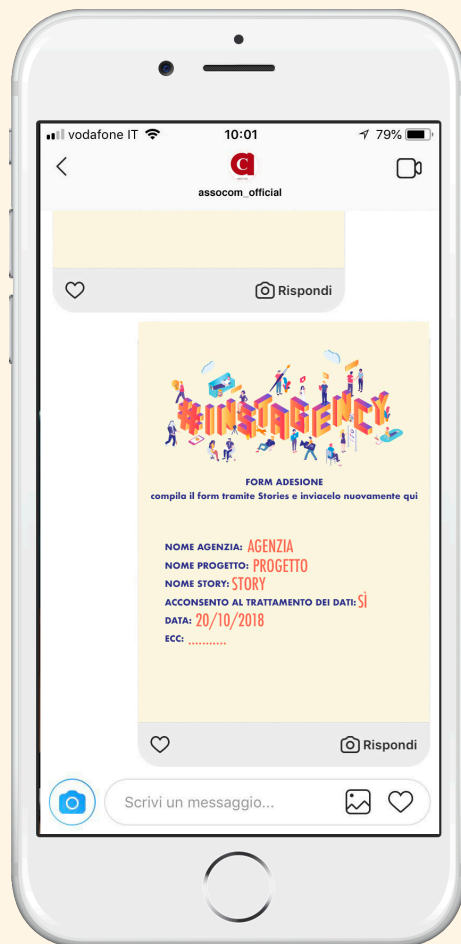 vodafone IT 10:01 79%
assocom_official
Rispondi
#INSTAGENCY
FORM ADESIONE
compila il form tramite Stories e inviacelo nuovamente qui
NOME AGENZIA: AGENZIA
NOME PROGETTO: PROGETTO
NOME STORY: STORY
ACCONSENTO AL TRATTAMENTO DEI DATI: SÌ
DATA: 20/10/2018
ECC: ...........
Rispondi
Scrivi un messaggio...